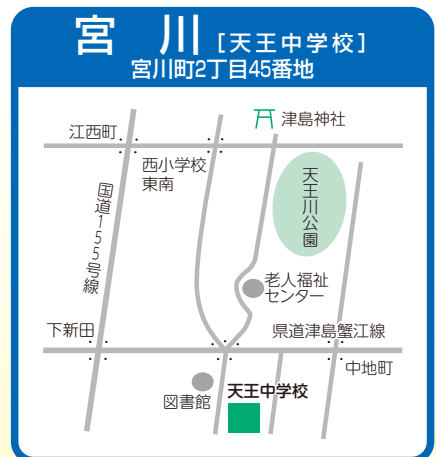 宮 川 [天王中学校]
宮川町2丁目45番地
津島神社
江西町
西小学校
東南
天王川公園
国道155号線
老人福祉
センター
下新田
県道津島蟹江線
中地町
図書館
天王中学校